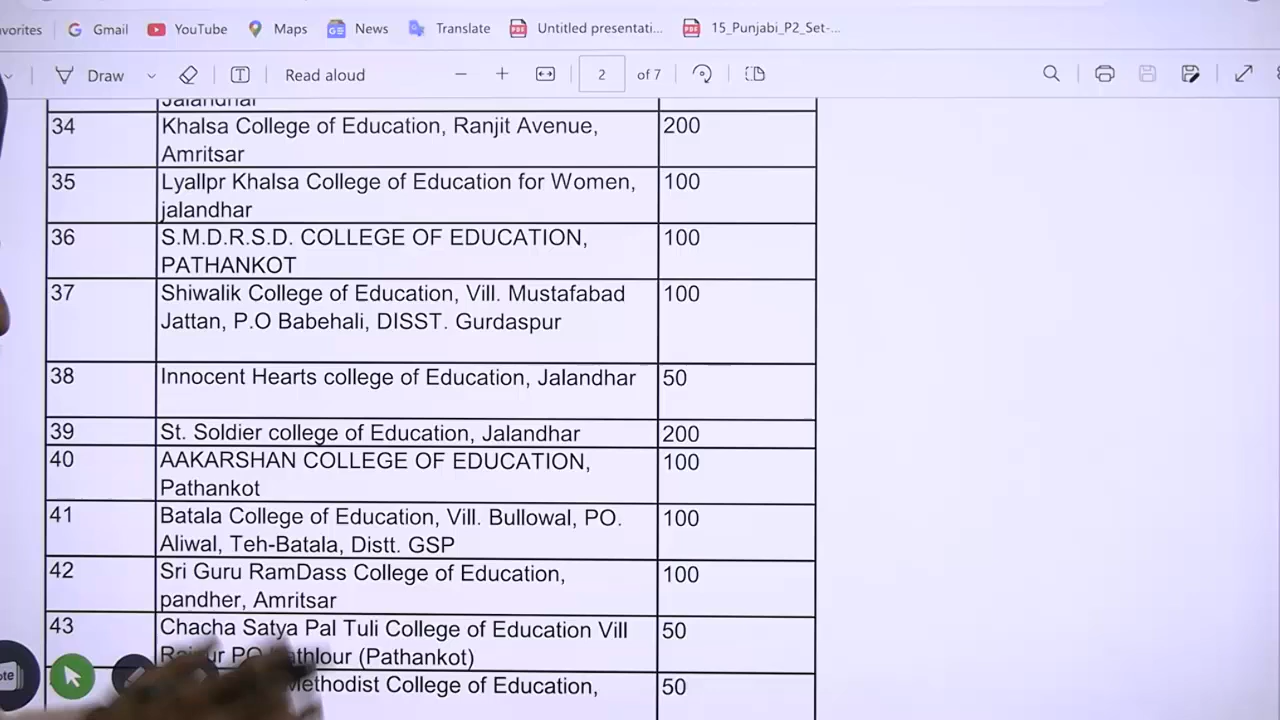 avorites
Gmail
YouTube
Maps
News
Translate
Untitled presentati...
15_Punjabi_P2_Set-...
Draw
Read aloud
2
of 7
Jalandhar
34
Khalsa College of Education, Ranjit Avenue,
Amritsar
200
35
Lyallpr Khalsa College of Education for Women,
jalandhar
100
36
S.M.D.R.S.D. COLLEGE OF EDUCATION,
PATHANKOT
100
37
Shiwalik College of Education, Vill. Mustafabad
Jattan, P.O Babehali, DISST. Gurdaspur
100
38
Innocent Hearts college of Education, Jalandhar
50
39
St. Soldier college of Education, Jalandhar
200
40
AAKARSHAN COLLEGE OF EDUCATION,
Pathankot
100
41
Batala College of Education, Vill. Bullowal, PO.
Aliwal, Teh-Batala, Distt. GSP
100
42
Sri Guru RamDass College of Education,
pandher, Amritsar
100
43
Chacha Satya Pal Tuli College of Education Vill
(Pathankot)
50
Methodist College of Education,
50
ote